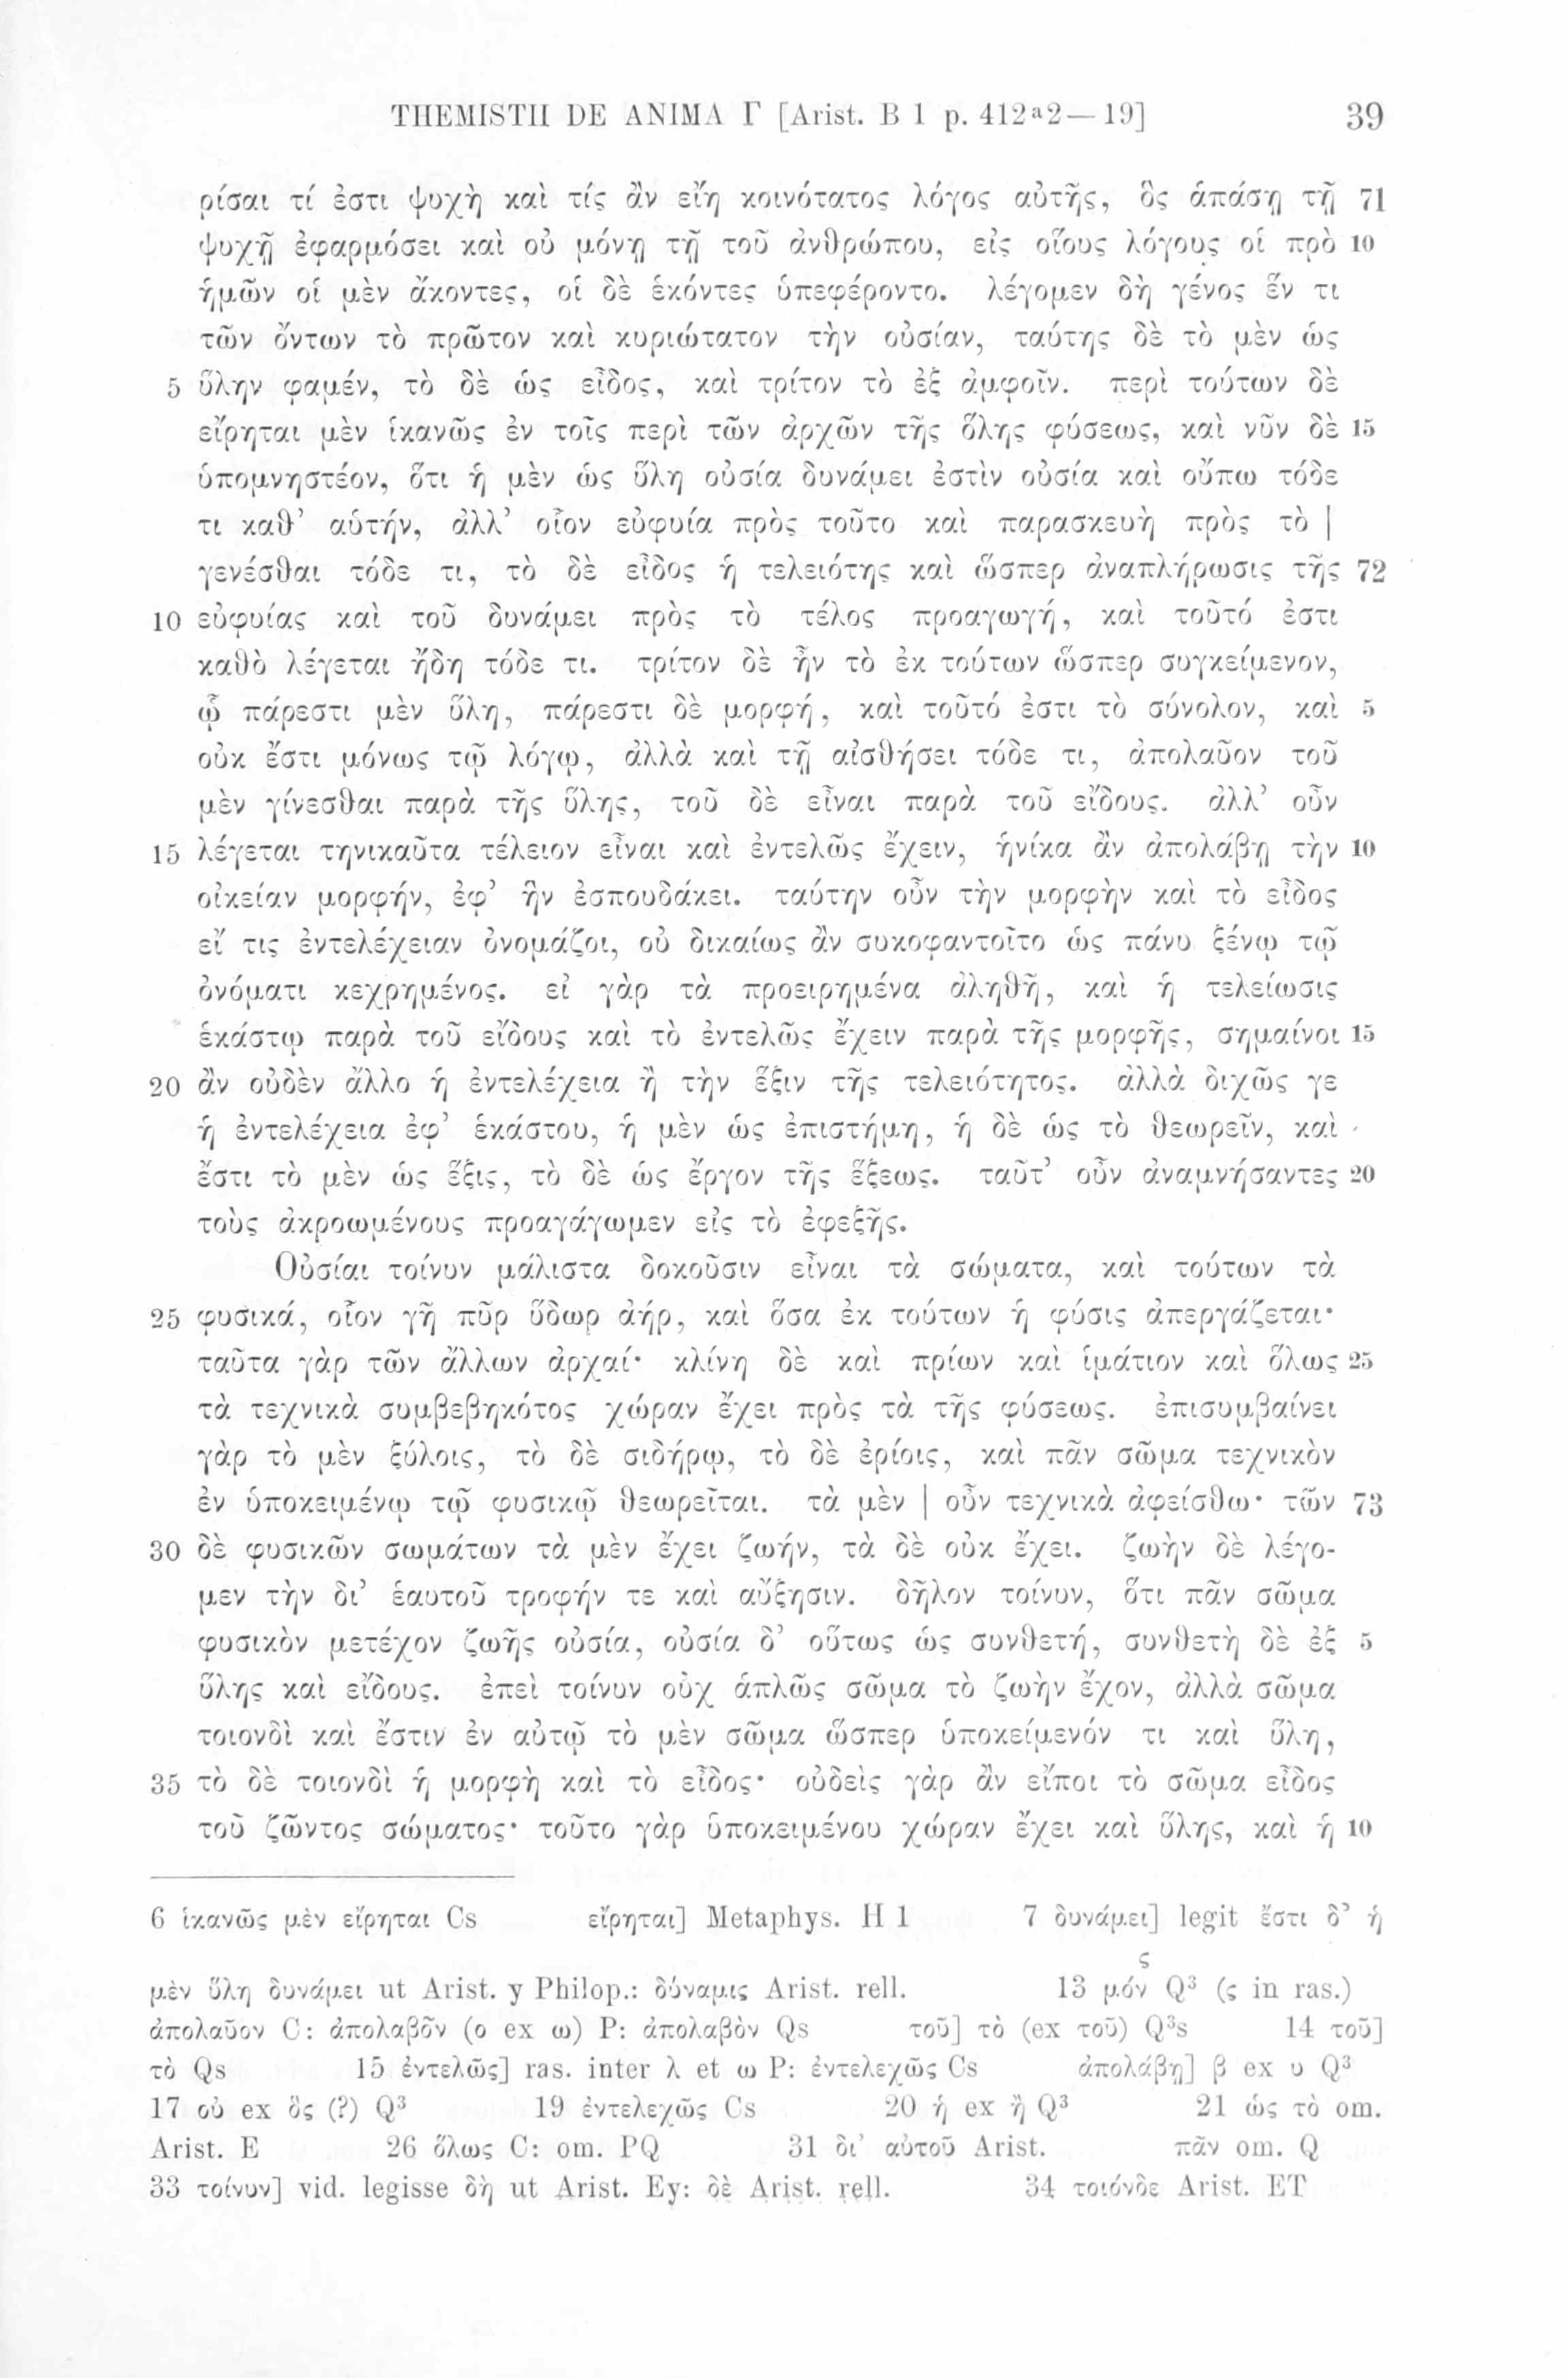 THEMISTII DE ANIMA Γ [Arist. B 1 p. 412ᵃ2—19] 39
ρίσαι τί ἐστι ψυχὴ καὶ τίς ἂν εἴη κοινότατος λόγος αὐτῆς, ὃς ἁπάσῃ τῇ 71
ψυχῇ ἐφαρμόσει καὶ οὐ μόνῃ τῇ τοῦ ἀνθρώπου, εἰς οἵους λόγους οἱ πρὸ 10
ἡμῶν οἱ μὲν ἄκοντες, οἱ δὲ ἑκόντες ὑπεφέροντο. λέγομεν δὴ γένος ἕν τι
τῶν ὄντων τὸ πρῶτον καὶ κυριώτατον τὴν οὐσίαν, ταύτης δὲ τὸ μὲν ὡς
5 ὕλην φαμέν, τὸ δὲ ὡς εἶδος, καὶ τρίτον τὸ ἐξ ἀμφοῖν. περὶ τούτων δὲ
εἴρηται μὲν ἱκανῶς ἐν τοῖς περὶ τῶν ἀρχῶν τῆς ὅλης φύσεως, καὶ νῦν δὲ 15
ὑπομνηστέον, ὅτι ἡ μὲν ὡς ὕλη οὐσία δυνάμει ἐστὶν οὐσία καὶ οὔπω τόδε
τι καθ’ αὑτήν, ἀλλ’ οἷον εὐφυία πρὸς τοῦτο καὶ παρασκευὴ πρὸς τὸ |
γενέσθαι τόδε τι, τὸ δὲ εἶδος ἡ τελειότης καὶ ὥσπερ ἀναπλήρωσις τῆς 72
10 εὐφυίας καὶ τοῦ δυνάμει πρὸς τὸ τέλος προαγωγή, καὶ τοῦτό ἐστι
καθὸ λέγεται ἤδη τόδε τι. τρίτον δὲ ἦν τὸ ἐκ τούτων ὥσπερ συγκείμενον,
ᾧ πάρεστι μὲν ὕλη, πάρεστι δὲ μορφή, καὶ τοῦτό ἐστι τὸ σύνολον, καὶ 5
οὐκ ἔστι μόνως τῷ λόγῳ, ἀλλὰ καὶ τῇ αἰσθήσει τόδε τι, ἀπολαῦον τοῦ
μὲν γίνεσθαι παρὰ τῆς ὕλης, τοῦ δὲ εἶναι παρὰ τοῦ εἴδους. ἀλλ’ οὖν
15 λέγεται τηνικαῦτα τέλειον εἶναι καὶ ἐντελῶς ἔχειν, ἡνίκα ἂν ἀπολάβῃ τὴν 10
οἰκείαν μορφήν, ἐφ’ ἣν ἐσπουδάκει. ταύτην οὖν τὴν μορφὴν καὶ τὸ εἶδος
εἴ τις ἐντελέχειαν ὀνομάζοι, οὐ δικαίως ἂν συκοφαντοῖτο ὡς πάνυ ξένῳ τῷ
ὀνόματι κεχρημένος. εἰ γὰρ τὰ προειρημένα ἀληθῆ, καὶ ἡ τελείωσις
ἑκάστῳ παρὰ τοῦ εἴδους καὶ τὸ ἐντελῶς ἔχειν παρὰ τῆς μορφῆς, σημαίνοι 15
20 ἂν οὐδὲν ἄλλο ἡ ἐντελέχεια ἢ τὴν ἕξιν τῆς τελειότητος. ἀλλὰ διχῶς γε
ἡ ἐντελέχεια ἐφ’ ἑκάστου, ἡ μὲν ὡς ἐπιστήμη, ἡ δὲ ὡς τὸ θεωρεῖν, καὶ
ἔστι τὸ μὲν ὡς ἕξις, τὸ δὲ ὡς ἔργον τῆς ἕξεως. ταῦτ’ οὖν ἀναμνήσαντες 20
τοὺς ἀκροωμένους προαγάγωμεν εἰς τὸ ἐφεξῆς.
Οὐσίαι τοίνυν μάλιστα δοκοῦσιν εἶναι τὰ σώματα, καὶ τούτων τὰ
25 φυσικά, οἷον γῆ πῦρ ὕδωρ ἀήρ, καὶ ὅσα ἐκ τούτων ἡ φύσις ἀπεργάζεται·
ταῦτα γὰρ τῶν ἄλλων ἀρχαί· κλίνη δὲ καὶ πρίων καὶ ἱμάτιον καὶ ὅλως 25
τὰ τεχνικὰ συμβεβηκότος χώραν ἔχει πρὸς τὰ τῆς φύσεως. ἐπισυμβαίνει
γὰρ τὸ μὲν ξύλοις, τὸ δὲ σιδήρῳ, τὸ δὲ ἐρίοις, καὶ πᾶν σῶμα τεχνικὸν
ἐν ὑποκειμένῳ τῷ φυσικῷ θεωρεῖται. τὰ μὲν | οὖν τεχνικὰ ἀφείσθω· τῶν 73
30 δὲ φυσικῶν σωμάτων τὰ μὲν ἔχει ζωήν, τὰ δὲ οὐκ ἔχει. ζωὴν δὲ λέγο-
μεν τὴν δι’ ἑαυτοῦ τροφήν τε καὶ αὔξησιν. δῆλον τοίνυν, ὅτι πᾶν σῶμα
φυσικὸν μετέχον ζωῆς οὐσία, οὐσία δ’ οὕτως ὡς συνθετή, συνθετὴ δὲ ἐξ 5
ὕλης καὶ εἴδους. ἐπεὶ τοίνυν οὐχ ἁπλῶς σῶμα τὸ ζωὴν ἔχον, ἀλλὰ σῶμα
τοιονδὶ καὶ ἔστιν ἐν αὐτῷ τὸ μὲν σῶμα ὥσπερ ὑποκείμενόν τι καὶ ὕλη,
35 τὸ δὲ τοιονδὶ ἡ μορφὴ καὶ τὸ εἶδος· οὐδεὶς γὰρ ἂν εἴποι τὸ σῶμα εἶδος
τοῦ ζῶντος σώματος· τοῦτο γὰρ ὑποκειμένου χώραν ἔχει καὶ ὕλης, καὶ ἡ 10
6 ἱκανῶς μὲν εἴρηται Cs εἴρηται] Metaphys. H 1 7 δυνάμει] legit ἔστι δ’ ἡ
μὲν ὕλη δυνάμει ut Arist. y Philop.: δύναμις Arist. rell. 13 μόνς Q³ (ς in ras.)
ἀπολαῦον C: ἀπολαβὸν (ο ex ω) P: ἀπολαβὸν Qs τοῦ] τὸ (ex τοῦ) Q³s 14 τοῦ]
τὸ Qs 15 ἐντελῶς] ras. inter λ et ω P: ἐντελεχῶς Cs ἀπολάβῃ] β ex υ Q³
17 οὐ ex ὃς (?) Q³ 19 ἐντελεχῶς Cs 20 ἡ ex ἢ Q³ 21 ὡς τὸ om.
Arist. E 26 ὅλως C: om. PQ 31 δι’ αὐτοῦ Arist. πᾶν om. Q
33 τοίνυν] vid. legisse δὴ ut Arist. Ey: δὲ Arist. rell. 34 τοιόνδε Arist. ET